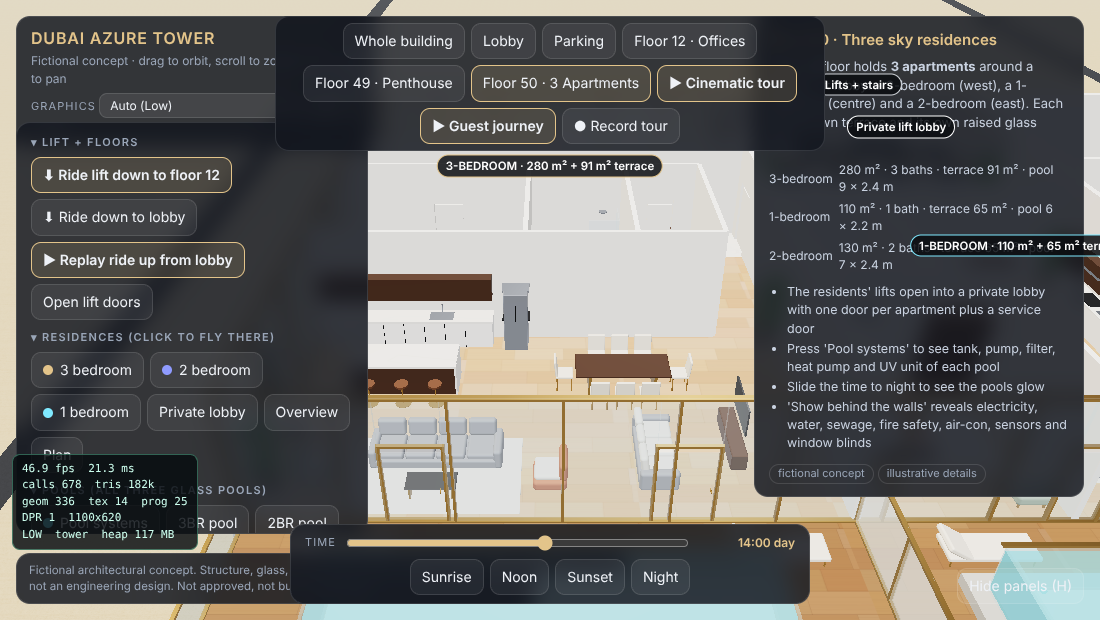 DUBAI AZURE TOWER
Fictional concept · drag to orbit, scroll to
to pan
GRAPHICS
Auto (Low)
▾ LIFT + FLOORS
⬇ Ride lift down to floor 12
⬇ Ride down to lobby
▶ Replay ride up from lobby
Open lift doors
▾ RESIDENCES (CLICK TO FLY THERE)
3 bedroom
2 bedroom
1 bedroom
Private lobby
Overview
Plan
POOLS (ALL THREE GLASS POOLS)
Pool systems
3BR pool
2BR pool
46.9 fps 21.3 ms
calls 678 tris 182k
geom 336 tex 14 prog 25
DPR 1 1100x620
LOW tower heap 117 MB
Fictional architectural concept. Structure, glass,
not an engineering design. Not approved, not
Whole building
Lobby
Parking
Floor 12 · Offices
Floor 49 · Penthouse
Floor 50 · 3 Apartments
▶ Cinematic tour
▶ Guest journey
● Record tour
3-BEDROOM · 280 m² + 91 m² terrace
· Three sky residences
floor holds 3 apartments around a
Lifts + stairs
bedroom (west), a 1-
(centre) and a 2-bedroom (east). Each
Private lift lobby
raised glass
3-bedroom
280 m² · 3 baths · terrace 91 m² · pool
9 × 2.4 m
1-bedroom
110 m² · 1 bath · terrace 65 m² · pool 6
× 2.2 m
2-bedroom
130 m² · 2
7 × 2.4 m
1-BEDROOM · 110 m² + 65 m²
• The residents' lifts open into a private lobby
with one door per apartment plus a service
door
• Press 'Pool systems' to see tank, pump, filter,
heat pump and UV unit of each pool
• Slide the time to night to see the pools glow
• 'Show behind the walls' reveals electricity,
water, sewage, fire safety, air-con, sensors and
window blinds
fictional concept
illustrative details
TIME
14:00 day
Sunrise
Noon
Sunset
Night
Hide panels (H)